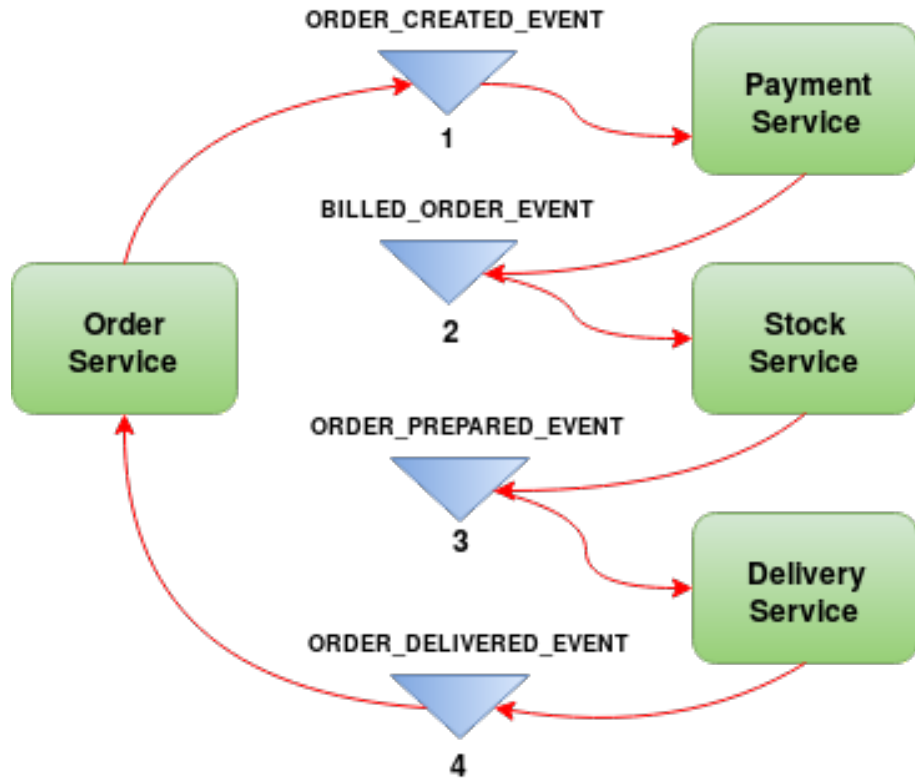 ORDER_CREATED_EVENT
1
Payment
Service
BILLED_ORDER_EVENT
2
Order
Service
Stock
Service
ORDER_PREPARED_EVENT
3
Delivery
Service
ORDER_DELIVERED_EVENT
4